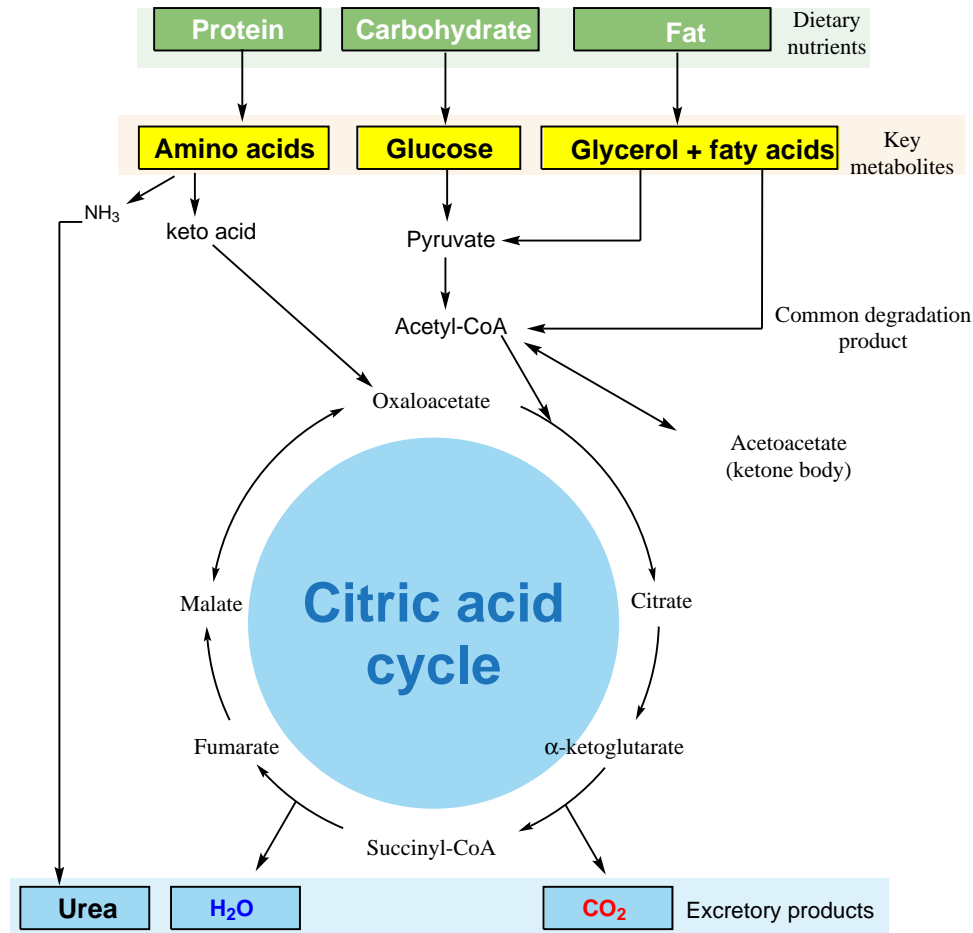 Protein
Carbohydrate
Fat
Dietary
nutrients
Amino acids
Glucose
Glycerol + faty acids
Key
metabolites
NH₃
keto acid
Pyruvate
Acetyl-CoA
Common degradation
product
Oxaloacetate
Acetoacetate
(ketone body)
Malate
Citric acid
cycle
Citrate
Fumarate
α-ketoglutarate
Succinyl-CoA
Urea
H₂O
CO₂
Excretory products